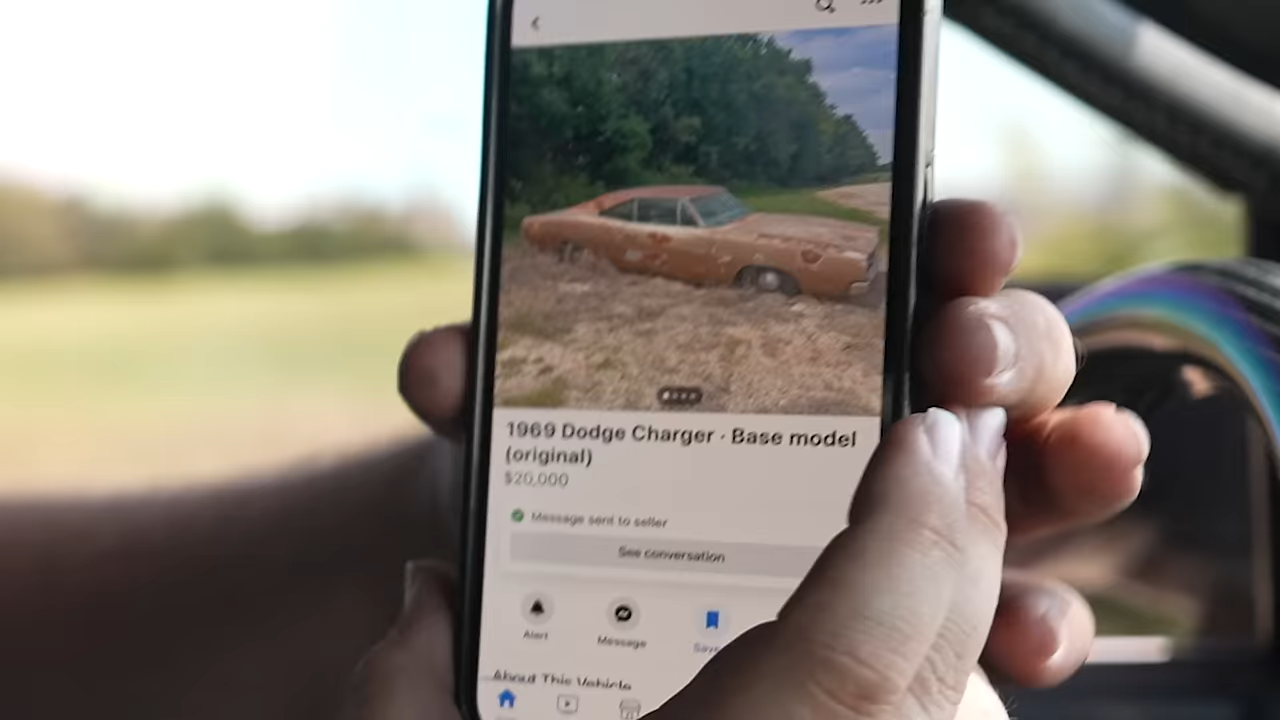 1969 Dodge Charger · Base model
(original)
$20,000
Message sent to seller
See conversation
Alert
Message
Save
About This Vehicle